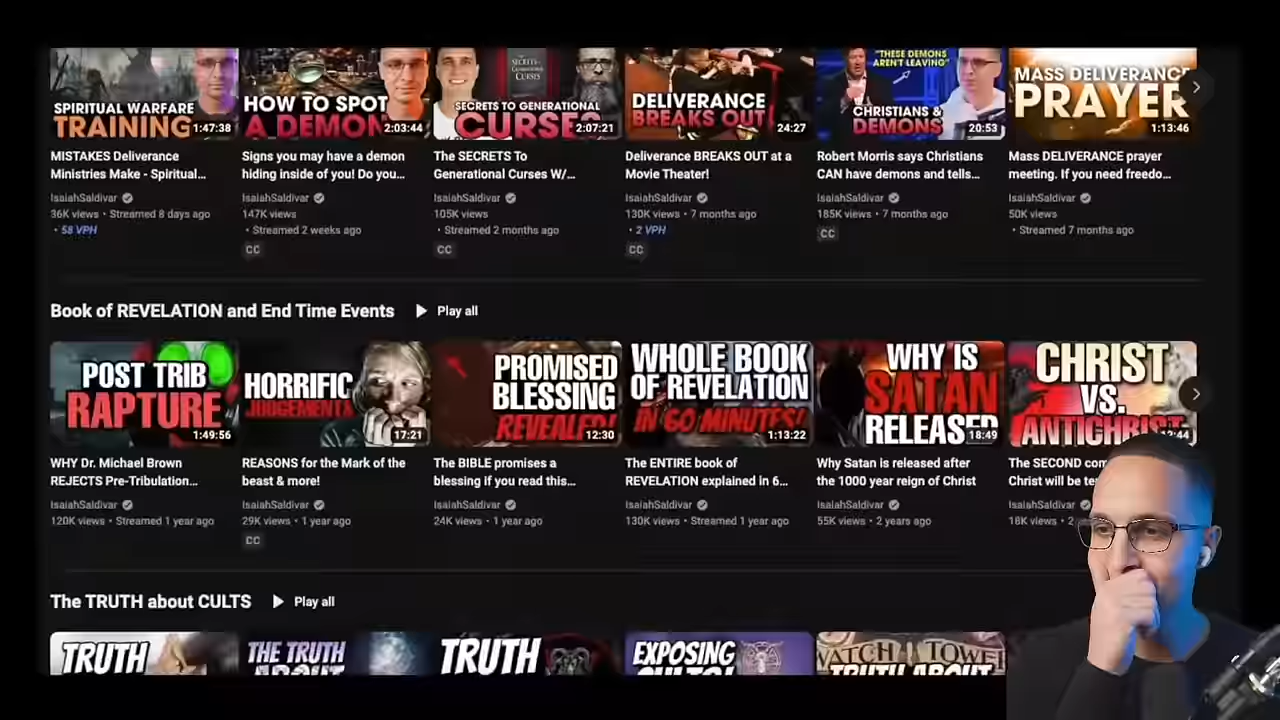 SPIRITUAL WARFARE
TRAINING
1:47:38
HOW TO SPOT
A DEMON
2:03:44
SECRETS TO GENERATIONAL
CURSES
2:07:21
DELIVERANCE
BREAKS OUT!
24:27
"THESE DEMONS
AREN'T LEAVING"
CHRISTIANS &
DEMONS
20:53
MASS DELIVERANCE
PRAYER
1:13:46
MISTAKES Deliverance
Ministries Make - Spiritual...
IsaiahSaldivar
36K views • Streamed 8 days ago
• 58 VPH
Signs you may have a demon
hiding inside of you! Do you...
IsaiahSaldivar
147K views
• Streamed 2 weeks ago
CC
The SECRETS To
Generational Curses W/...
IsaiahSaldivar
105K views
• Streamed 2 months ago
CC
Deliverance BREAKS OUT at a
Movie Theater!
IsaiahSaldivar
130K views • 7 months ago
• 2 VPH
CC
Robert Morris says Christians
CAN have demons and tells...
IsaiahSaldivar
185K views • 7 months ago
CC
Mass DELIVERANCE prayer
meeting. If you need freedo...
IsaiahSaldivar
50K views
• Streamed 7 months ago
Book of REVELATION and End Time Events
Play all
POST TRIB
RAPTURE
1:49:56
HORRIFIC
JUDGEMENTS
17:21
PROMISED
BLESSING
REVEALED!
12:30
WHOLE BOOK
OF REVELATION
IN 60 MINUTES!
1:13:22
WHY IS
SATAN
RELEASED
18:49
CHRIST
VS.
ANTICHRIST
2:44
WHY Dr. Michael Brown
REJECTS Pre-Tribulation...
IsaiahSaldivar
120K views • Streamed 1 year ago
REASONS for the Mark of the
beast & more!
IsaiahSaldivar
29K views • 1 year ago
CC
The BIBLE promises a
blessing if you read this...
IsaiahSaldivar
24K views • 1 year ago
The ENTIRE book of
REVELATION explained in 6...
IsaiahSaldivar
130K views • Streamed 1 year ago
Why Satan is released after
the 1000 year reign of Christ
IsaiahSaldivar
55K views • 2 years ago
The SECOND com
Christ will be te
IsaiahSaldivar
18K views • 2
The TRUTH about CULTS
Play all
TRUTH
THE TRUTH
ABOUT
TRUTH
EXPOSING
CULTS!
WATCH TOWER
TRUTH ABOUT